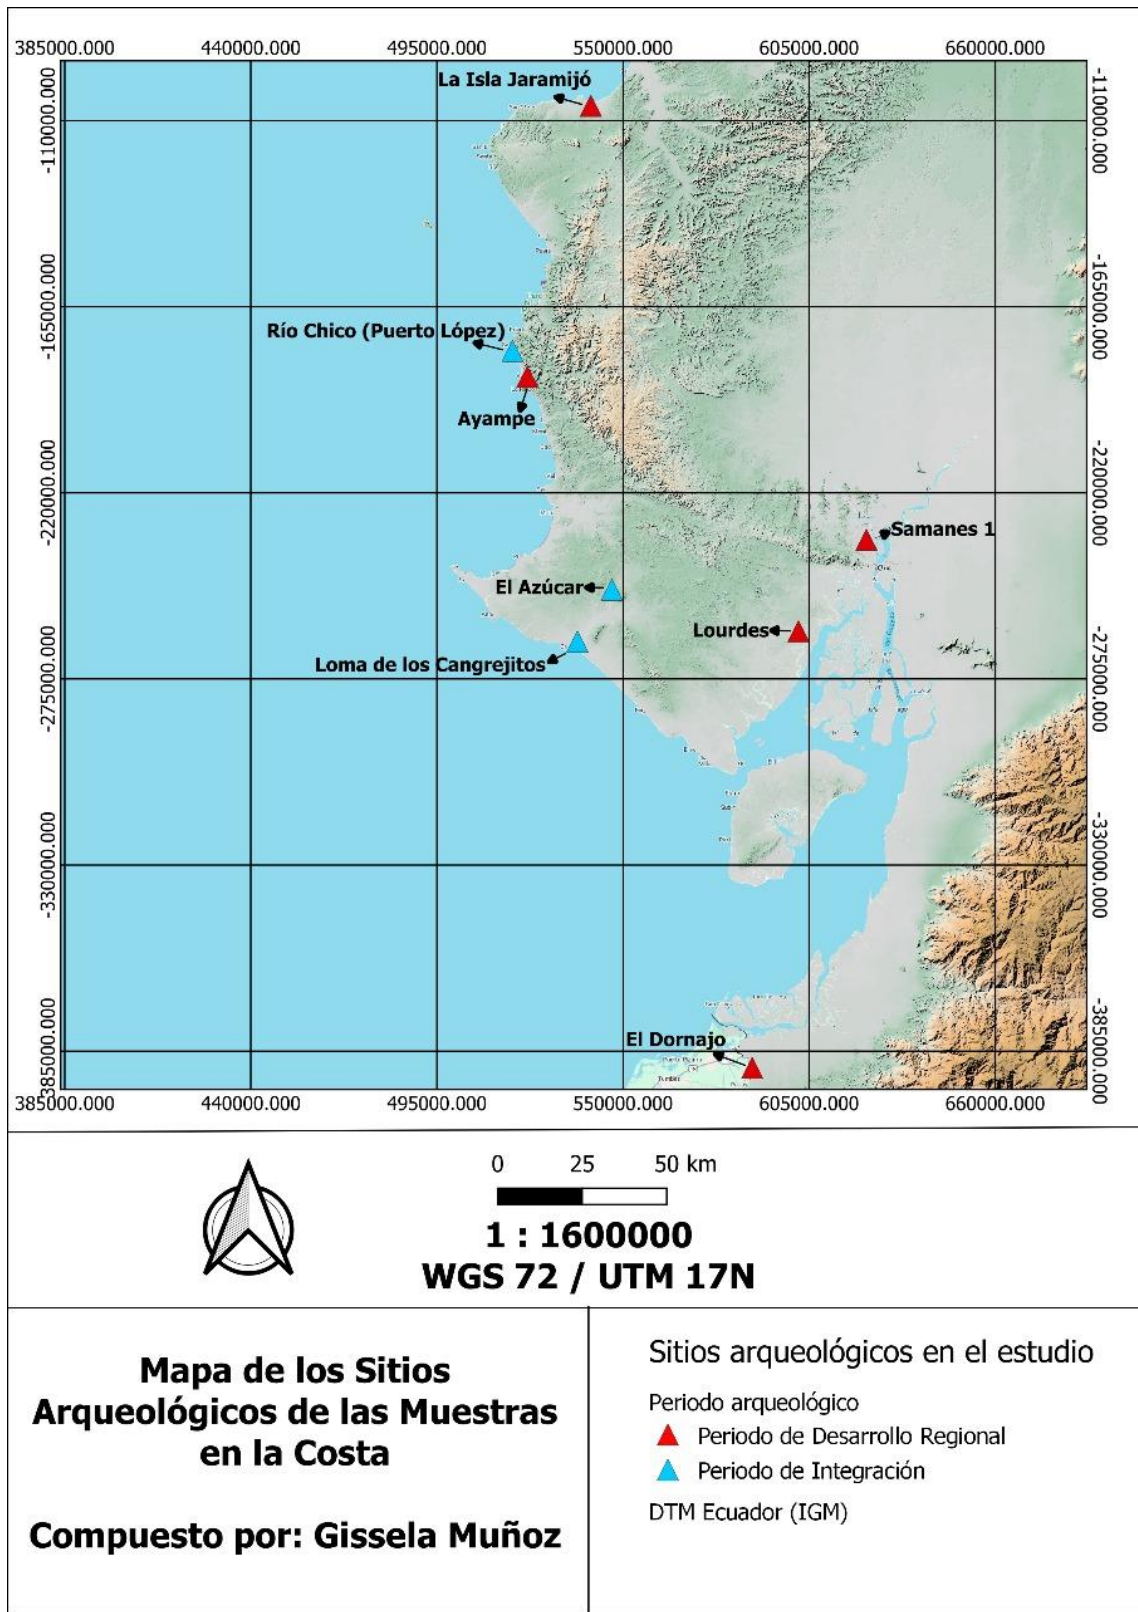 385000.000 440000.000 495000.000 550000.000 605000.000 660000.000
-110000.000
-110000.000
-165000.000
-165000.000
-220000.000
-220000.000
-275000.000
-275000.000
-330000.000
-330000.000
-385000.000
-385000.000
La Isla Jaramijó
Río Chico (Puerto López)
Ayampe
Samanes 1
El Azúcar
Lourdes
Loma de los Cangrejitos
El Dornajo
385000.000 440000.000 495000.000 550000.000 605000.000 660000.000
0 25 50 km
1 : 1600000
WGS 72 / UTM 17N
Mapa de los Sitios
Arqueológicos de las Muestras
en la Costa
Compuesto por: Gissela Muñoz
Sitios arqueológicos en el estudio
Periodo arqueológico
Periodo de Desarrollo Regional
Periodo de Integración
DTM Ecuador (IGM)